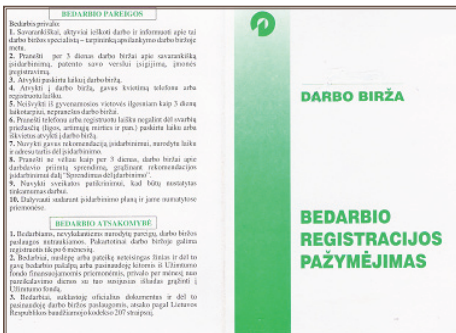 BEDARBIO PAREIGOS
Bedarbis privalo:
1. Savarankiškai, aktyviai ieškoti darbo ir informuoti apie tai
darbo biržos specialistą – tarpininką apsilankymo darbo biržoje
metu.
2. Pranešti per 3 dienas darbo biržai apie savarankišką
įsidarbinimą, patento savo verslui įsigijimą, įmonės
įregistravimą.
3. Atvykti paskirtu laiku į darbo biržą.
4. Atvykti į darbo biržą, gavus kvietimą telefonu arba
registruotu laišku.
5. Neišvykti iš gyvenamosios vietovės ilgesniam kaip 3 dienų
laikotarpiui, nepranešus darbo biržai.
6. Pranešti telefonu arba registruotu laišku negalint dėl svarbių
priežasčių (ligos, artimųjų mirties ir pan.) paskirtu laiku arba
iškvietus atvykti į darbo biržą.
7. Nuvykti gavus rekomendaciją įsidarbinimui, nurodytu laiku
ir adresu tartis dėl įsidarbinimo.
8. Pranešti ne vėliau kaip per 3 dienas, darbo biržai apie
darbdavio priimtą sprendimą, grąžinant rekomendacijos
įsidarbinimui dalį "Sprendimas dėl įdarbinimo".
9. Nuvykti sveikatos patikrinimui, kad būtų nustatytas
tinkamumas darbui.
10. Dalyvauti sudarant įsidarbinimo planą ir jame numatytose
priemonėse.
BEDARBIO ATSAKOMYBĖ
1. Bedarbiams, nevykdantiems nurodytų pareigų, darbo biržos
paslaugos nutraukiamos. Pakartotinai darbo biržoje galima
registruotis tik po 6 mėnesių.
2. Bedarbiai, nuslėpę arba pateikę neteisingas žinias ir dėl to
gavę bedarbio pašalpą arba pasinaudoję kitomis iš Užimtumo
fondo finansuojamomis priemonėmis, privalo per mėnesį nuo
pareikalavimo dienos su tuo susijusias išlaidas grąžinti į
Užimtumo fondą.
3. Bedarbiai, suklastoję oficialius dokumentus ir dėl to
pasinaudoję darbo biržos paslaugomis, atsako pagal Lietuvos
Respublikos baudžiamojo kodekso 207 straipsnį.
DARBO BIRŽA
BEDARBIO
REGISTRACIJOS
PAŽYMĖJIMAS